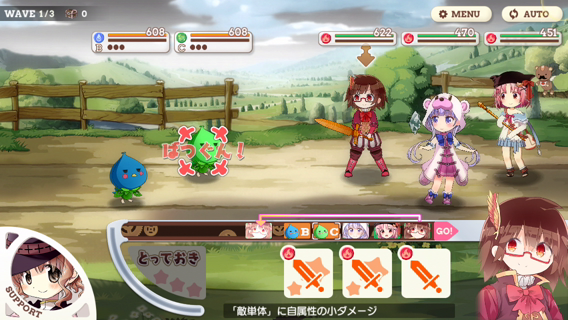 WAVE 1/3 0
MENU
AUTO
608
B
608
C
622
470
451
ばつぐん!
B
C
GO!
とっておき
SUPPORT
「敵単体」に自属性の小ダメージ